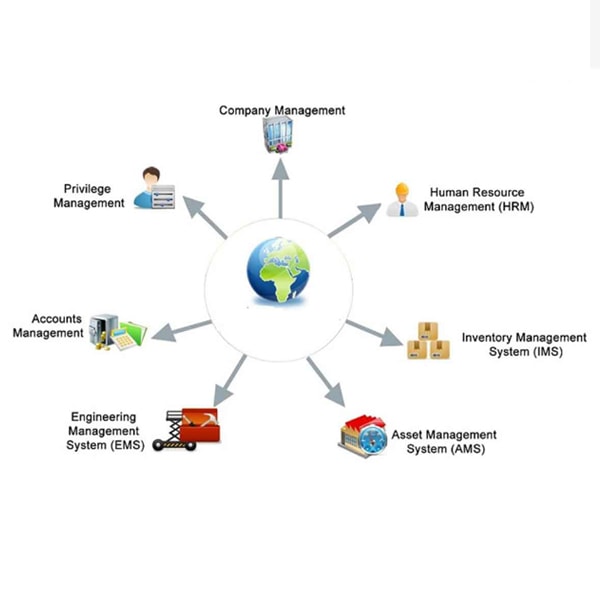 Company Management
Privilege
Management
Human Resource
Management (HRM)
Accounts
Management
Inventory Management
System (IMS)
Engineering
Management
System (EMS)
Asset Management
System (AMS)